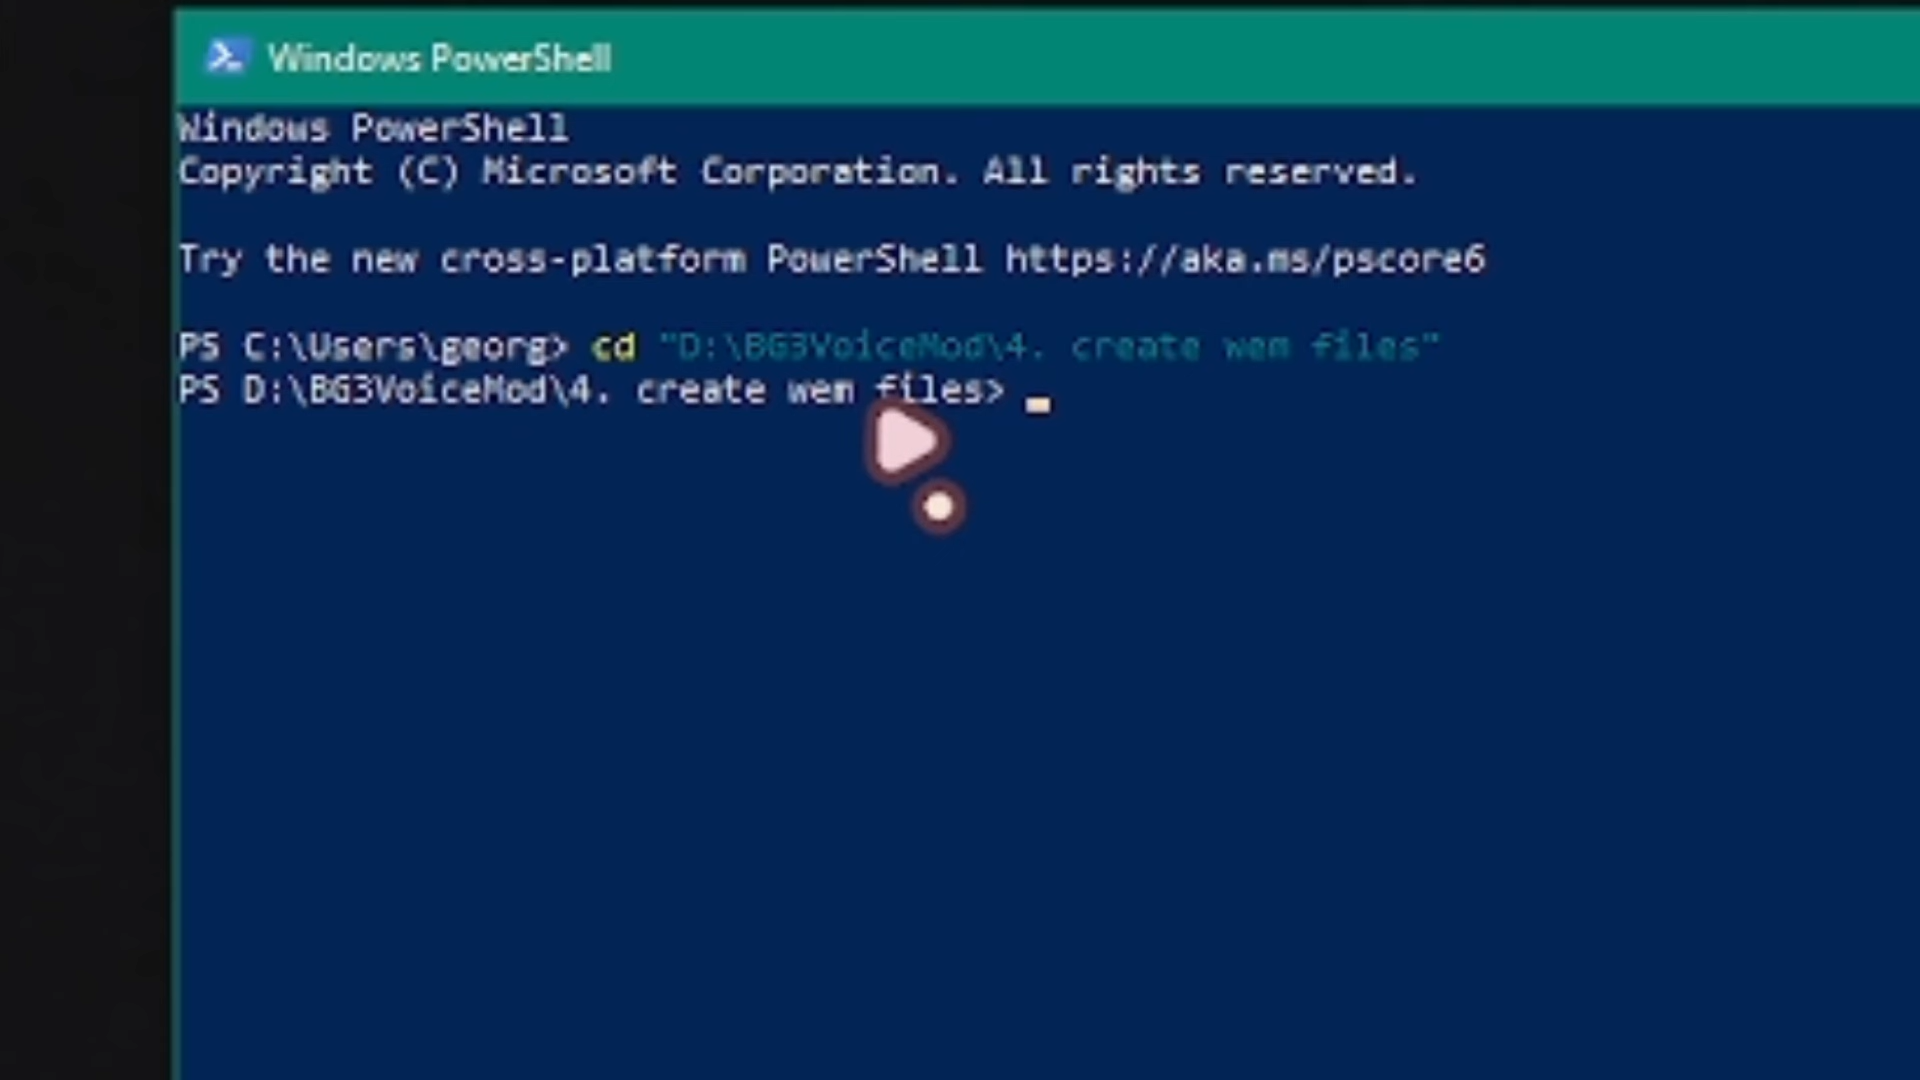 Windows PowerShell
Windows PowerShell
Copyright (C) Microsoft Corporation. All rights reserved.
Try the new cross-platform PowerShell https://aka.ms/pscore6
PS C:\Users\georg> cd "D:\BG3VoiceMod\4. create wem files"
PS D:\BG3VoiceMod\4. create wem files>